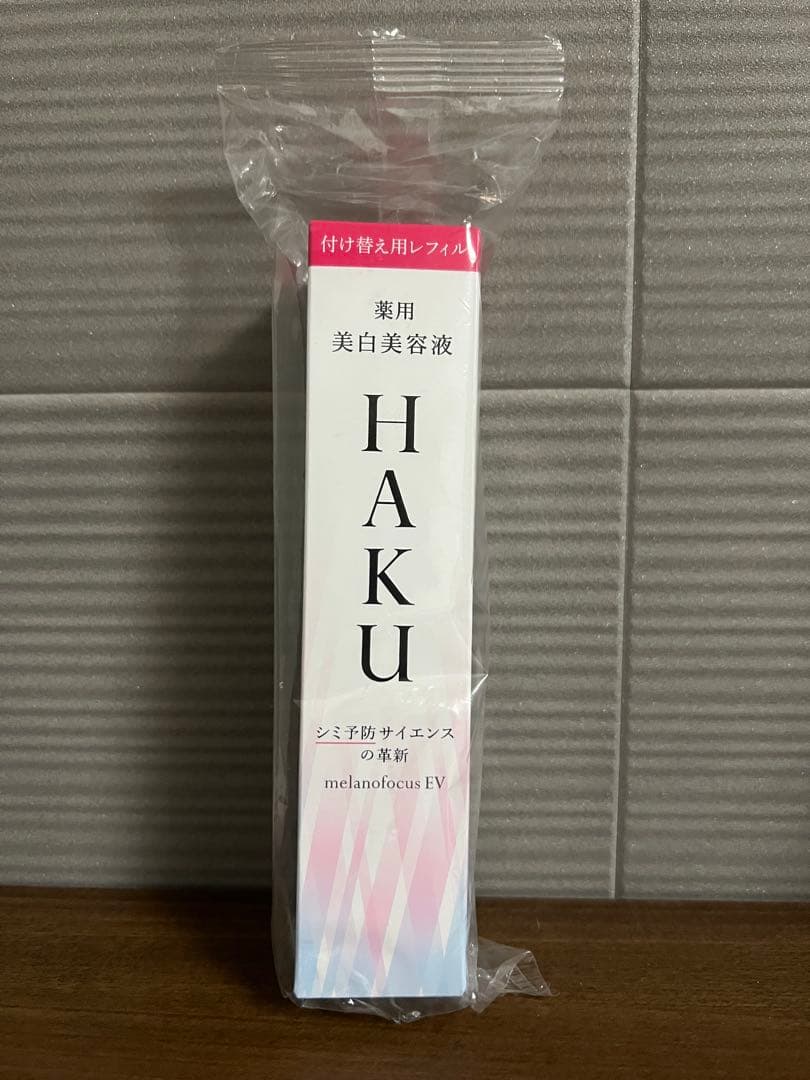 付け替え用レフィル
薬用
美白美容液
HAKU
シミ予防サイエンス
の革新
melanofocus EV